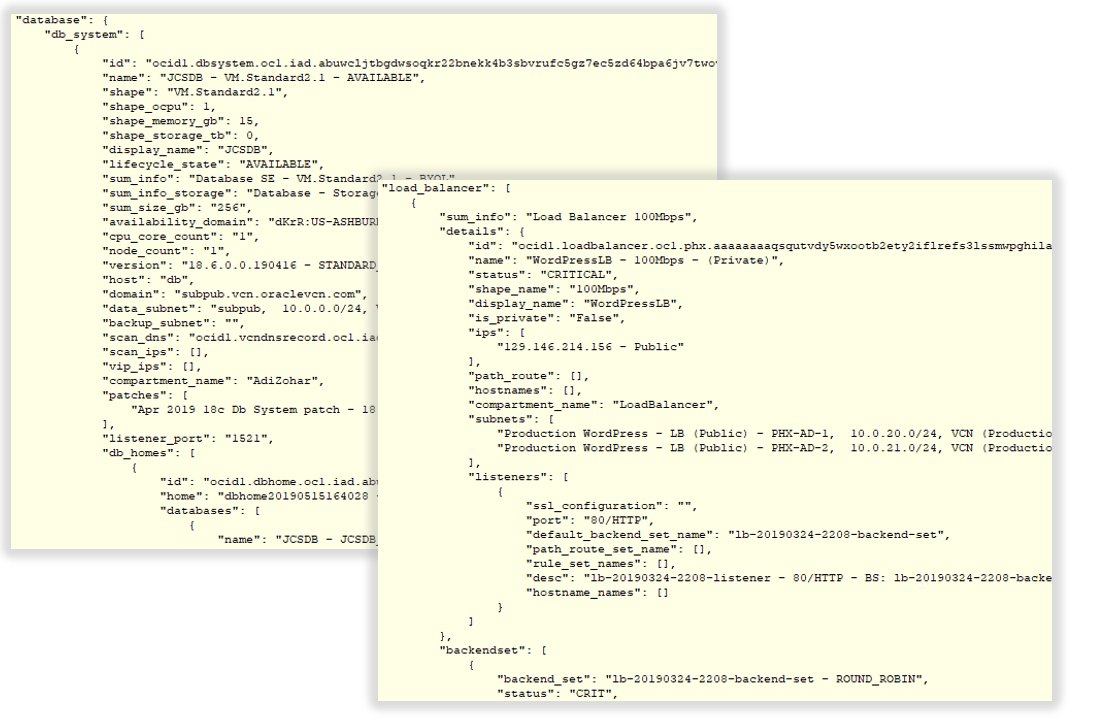 "database": {
"db_system": [
{
"id": "ocid1.dbsystem.oc1.iad.abuwcljtbgdwsoqkr22bnekk4b3sbvrufc5gz7ec5zd64bpa6jv7twov
"name": "JCSDB - VM.Standard2.1 - AVAILABLE",
"shape": "VM.Standard2.1",
"shape_ocpu": 1,
"shape_memory_gb": 15,
"shape_storage_tb": 0,
"display_name": "JCSDB",
"lifecycle_state": "AVAILABLE",
"sum_info": "Database SE - VM.Standard2.1 - BYOL"
"sum_info_storage": "Database - Storag
"sum_size_gb": "256",
"availability_domain": "dKrR:US-ASHBUR
"cpu_core_count": "1",
"node_count": "1",
"version": "18.6.0.0.190416 - STANDARD_
"host": "db",
"domain": "subpub.vcn.oraclevcn.com",
"data_subnet": "subpub,  10.0.0.0/24,
"backup_subnet": "",
"scan_dns": "ocid1.vcndnsrecord.oc1.iad
"scan_ips": [],
"vip_ips": [],
"compartment_name": "AdiZohar",
"patches": [
"Apr 2019 18c Db System patch - 18
],
"listener_port": "1521",
"db_homes": [
{
"id": "ocid1.dbhome.oc1.iad.abu
"home": "dbhome20190515164028 -
"databases": [
{
"name": "JCSDB - JCSDB_
"load_balancer": [
{
"sum_info": "Load Balancer 100Mbps",
"details": {
"id": "ocid1.loadbalancer.oc1.phx.aaaaaaaaqsqutvdy5wxootb2ety2iflrefs3lssmwpghila
"name": "WordPressLB - 100Mbps - (Private)",
"status": "CRITICAL",
"shape_name": "100Mbps",
"display_name": "WordPressLB",
"is_private": "False",
"ips": [
"129.146.214.156 - Public"
],
"path_route": [],
"hostnames": [],
"compartment_name": "LoadBalancer",
"subnets": [
"Production WordPress - LB (Public) - PHX-AD-1,  10.0.20.0/24, VCN (Productio
"Production WordPress - LB (Public) - PHX-AD-2,  10.0.21.0/24, VCN (Productio
],
"listeners": [
{
"ssl_configuration": "",
"port": "80/HTTP",
"default_backend_set_name": "lb-20190324-2208-backend-set",
"path_route_set_name": [],
"rule_set_names": [],
"desc": "lb-20190324-2208-listener - 80/HTTP - BS: lb-20190324-2208-backe
"hostname_names": []
}
]
},
"backendset": [
{
"backend_set": "lb-20190324-2208-backend-set - ROUND_ROBIN",
"status": "CRIT",